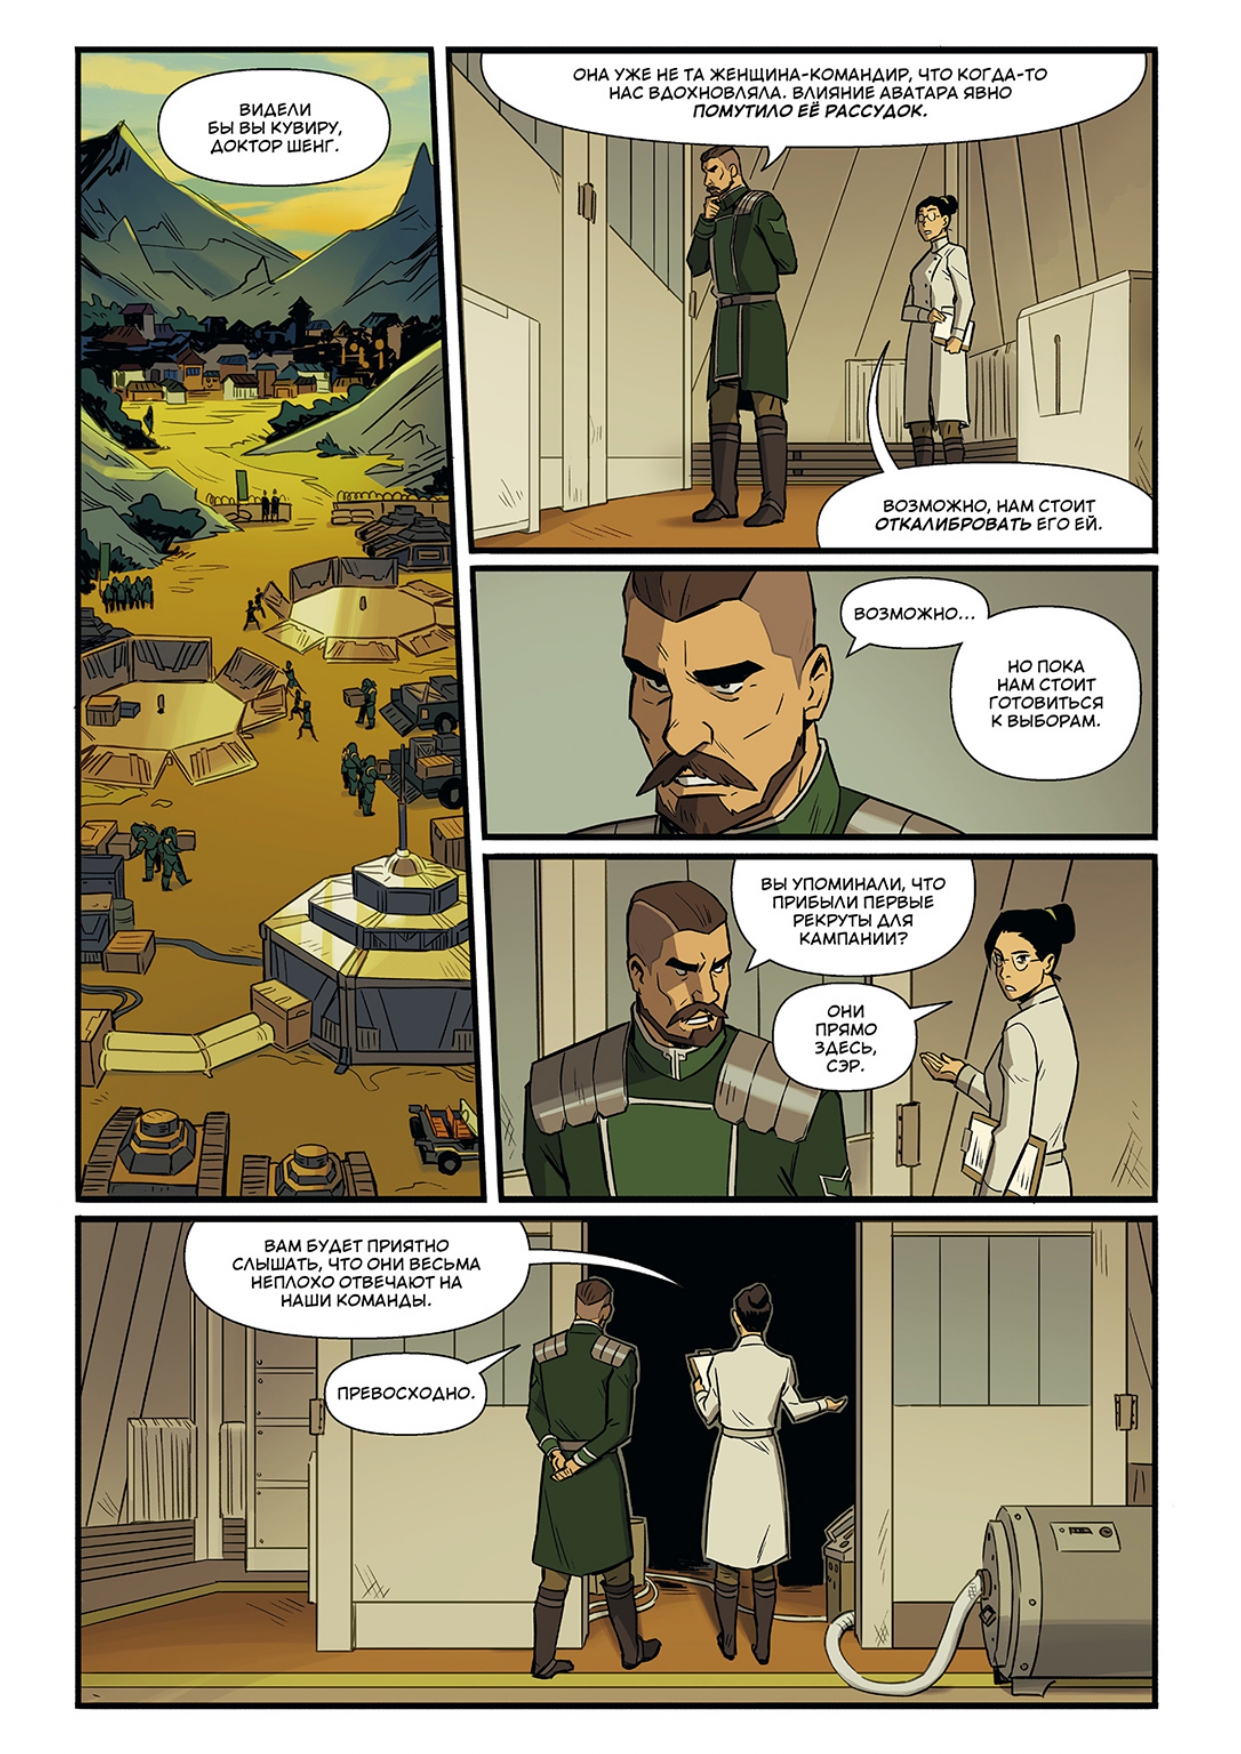 ВИДЕЛИ
БЫ ВЫ КУВИРУ,
ДОКТОР ШЕНГ.
ОНА УЖЕ НЕ ТА ЖЕНЩИНА-КОМАНДИР, ЧТО КОГДА-ТО
НАС ВДОХНОВЛЯЛА. ВЛИЯНИЕ АВАТАРА ЯВНО
ПОМУТИЛО ЕЁ РАССУДОК.
ВОЗМОЖНО, НАМ СТОИТ
ОТКАЛИБРОВАТЬ ЕГО ЕЙ.
ВОЗМОЖНО...
НО ПОКА
НАМ СТОИТ
ГОТОВИТЬСЯ
К ВЫБОРАМ.
ВЫ УПОМИНАЛИ, ЧТО
ПРИБЫЛИ ПЕРВЫЕ
РЕКРУТЫ ДЛЯ
КАМПАНИИ?
ОНИ
ПРЯМО
ЗДЕСЬ,
СЭР.
ВАМ БУДЕТ ПРИЯТНО
СЛЫШАТЬ, ЧТО ОНИ ВЕСЬМА
НЕПЛОХО ОТВЕЧАЮТ НА
НАШИ КОМАНДЫ.
ПРЕВОСХОДНО.